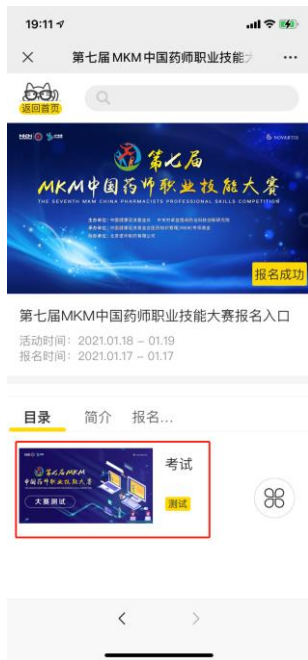 19:11
第七届MKM中国药师职业技能
返回首页
NOVARTIS
第七届
MKM中国药师职业技能大赛
THE SEVENTH MKM CHINA PHARMACISTS PROFESSIONAL SKILLS COMPETITION
报名成功
第七届MKM中国药师职业技能大赛报名入口
活动时间：2021.01.18 – 01.19
报名时间：2021.01.17 – 01.17
目录 简介 报名...
第七届MKM
中国药师职业技能大赛
大赛测试
考试
测试